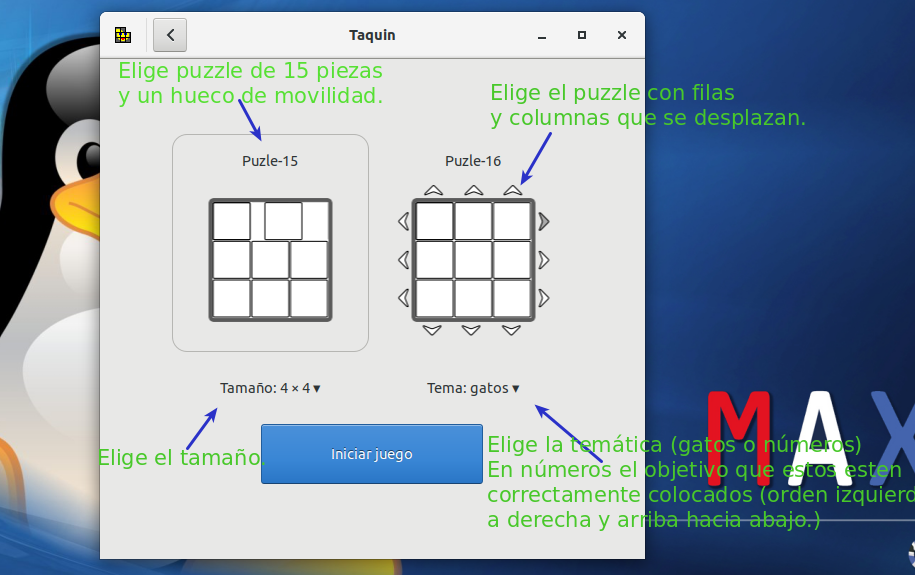 Taquin
Elige puzzle de 15 piezas
y un hueco de movilidad.
Elige el puzzle con filas
y columnas que se desplazan.
Puzle-15
Puzle-16
Tamaño: 4 × 4 ▾
Tema: gatos ▾
Elige el tamaño.
Iniciar juego
Elige la temática (gatos o números)
En números el objetivo que estos esten
correctamente colocados (orden izquierd
a derecha y arriba hacia abajo.)
MAX